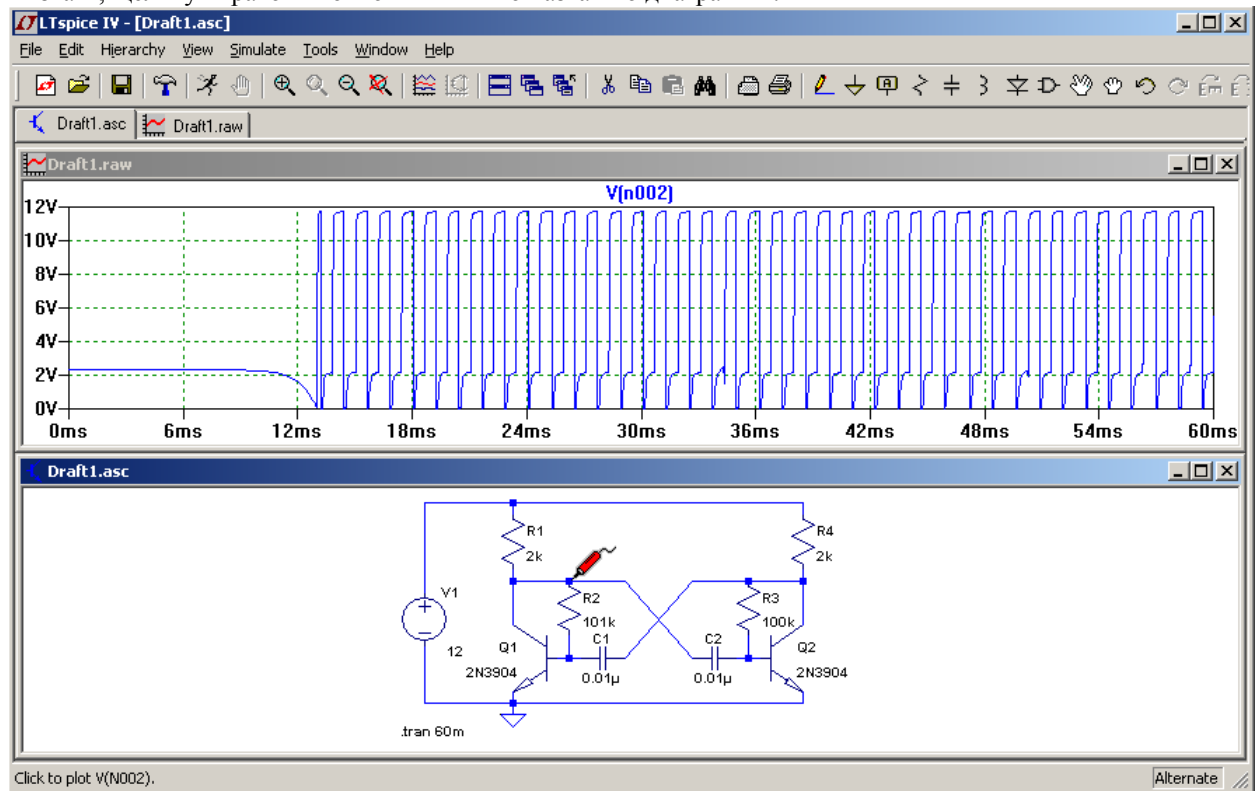 LTspice IV - [Draft1.asc]
File Edit Hierarchy View Simulate Tools Window Help
Draft1.asc Draft1.raw
Draft1.raw
V(n002)
12V
10V
8V
6V
4V
2V
0V
0ms 6ms 12ms 18ms 24ms 30ms 36ms 42ms 48ms 54ms 60ms
Draft1.asc
R1
2k
R4
2k
V1
12
R2
101k
R3
100k
C1
0.01µ
C2
0.01µ
Q1
2N3904
Q2
2N3904
.tran 60m
Click to plot V(N002). Alternate